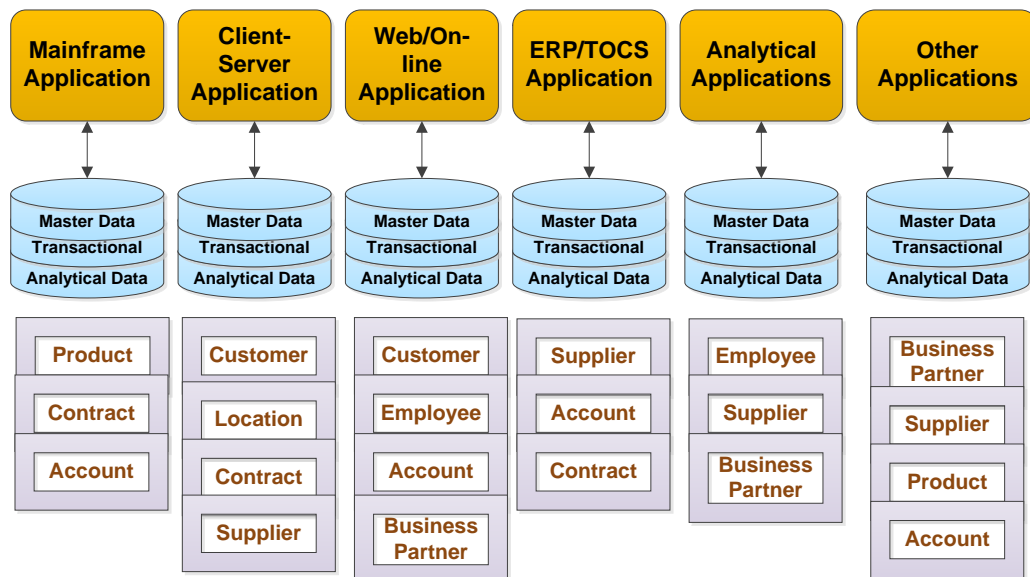 Mainframe
Application
Client-
Server
Application
Web/On-
line
Application
ERP/TOCS
Application
Analytical
Applications
Other
Applications
Master Data
Transactional
Analytical Data
Master Data
Transactional
Analytical Data
Master Data
Transactional
Analytical Data
Master Data
Transactional
Analytical Data
Master Data
Transactional
Analytical Data
Master Data
Transactional
Analytical Data
Product
Contract
Account
Customer
Location
Contract
Supplier
Customer
Employee
Account
Business
Partner
Supplier
Account
Contract
Employee
Supplier
Business
Partner
Business
Partner
Supplier
Product
Account